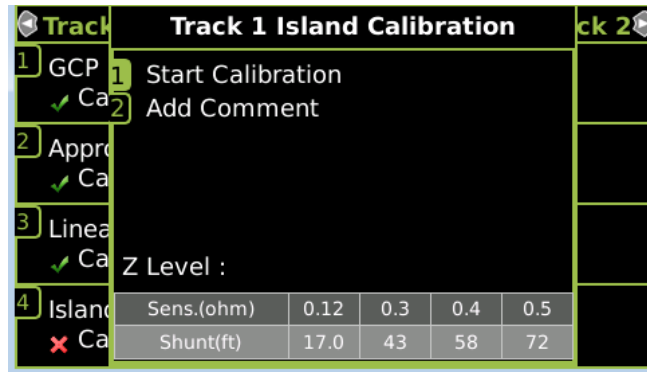 Track
Track 1 Island Calibration
ck 2
1 GCP
Ca
2 Appro
Ca
3 Linea
Ca
4 Island
Ca
1 Start Calibration
2 Add Comment
Z Level :
Sens.(ohm) 0.12 0.3 0.4 0.5
Shunt(ft) 17.0 43 58 72